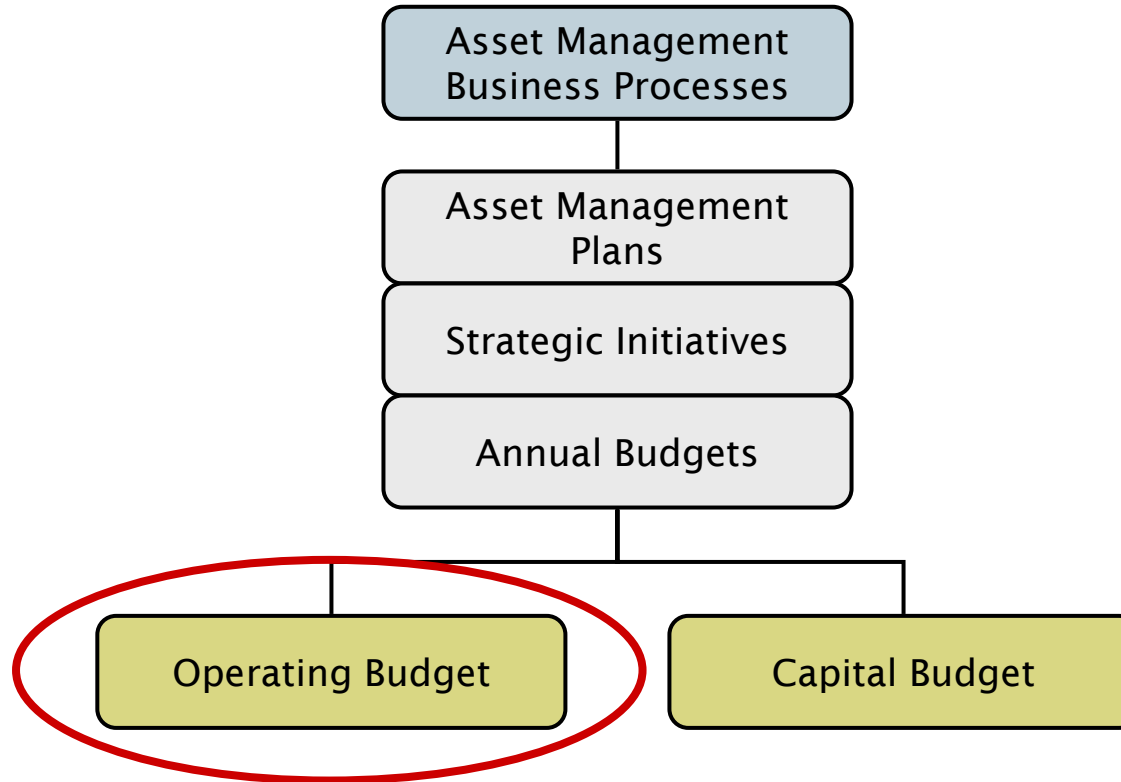 Asset Management
Business Processes
Asset Management
Plans
Strategic Initiatives
Annual Budgets
Operating Budget
Capital Budget